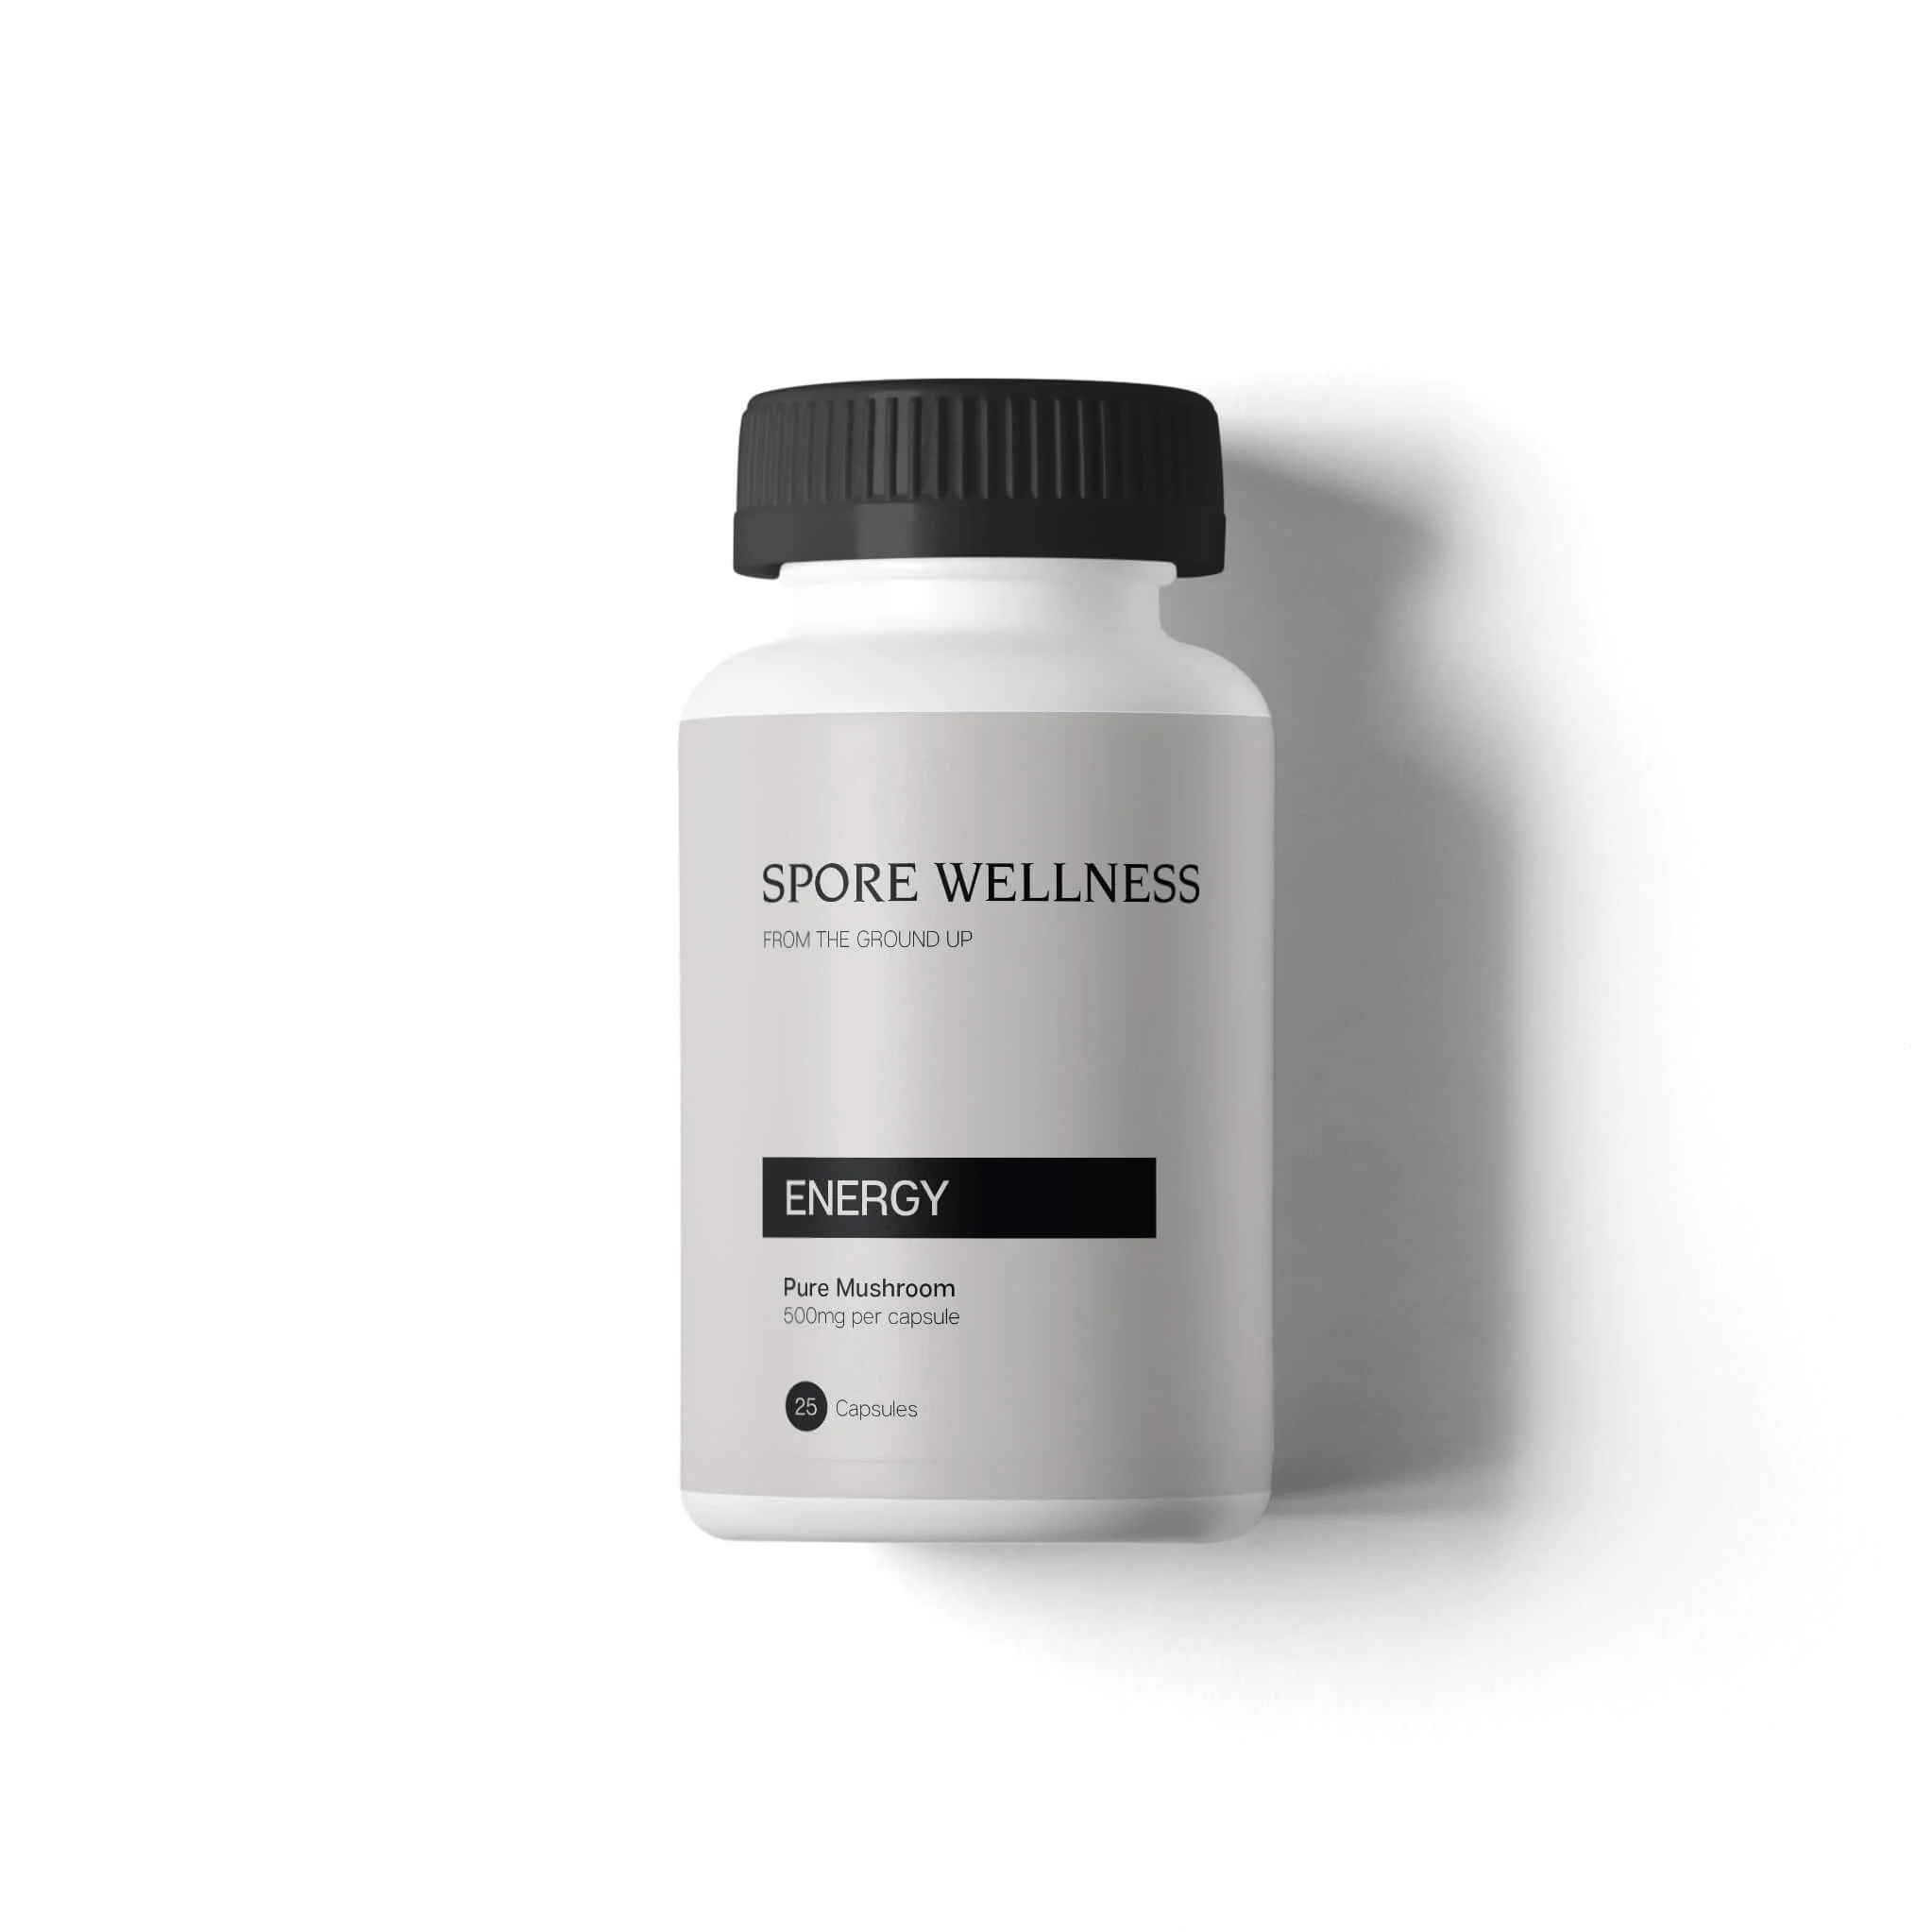 SPORE WELLNESS
FROM THE GROUND UP
ENERGY
Pure Mushroom
500mg per capsule
25 Capsules